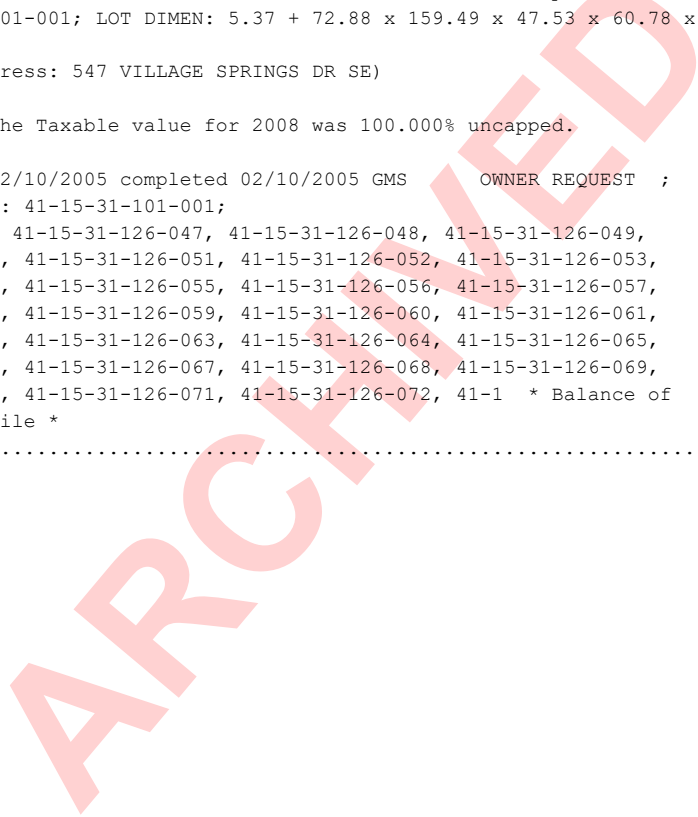 01-001; LOT DIMEN: 5.37 + 72.88 x 159.49 x 47.53 x 60.78 x
ress: 547 VILLAGE SPRINGS DR SE)
he Taxable value for 2008 was 100.000% uncapped.
2/10/2005 completed 02/10/2005 GMS OWNER REQUEST ;
: 41-15-31-101-001;
41-15-31-126-047, 41-15-31-126-048, 41-15-31-126-049,
, 41-15-31-126-051, 41-15-31-126-052, 41-15-31-126-053,
, 41-15-31-126-055, 41-15-31-126-056, 41-15-31-126-057,
, 41-15-31-126-059, 41-15-31-126-060, 41-15-31-126-061,
, 41-15-31-126-063, 41-15-31-126-064, 41-15-31-126-065,
, 41-15-31-126-067, 41-15-31-126-068, 41-15-31-126-069,
, 41-15-31-126-071, 41-15-31-126-072, 41-1 * Balance of
ile *
..........................................................
ARCHIVED